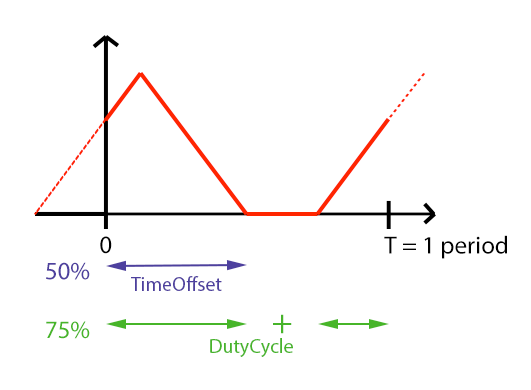 0
T = 1 period
50%
TimeOffset
75%
+
DutyCycle